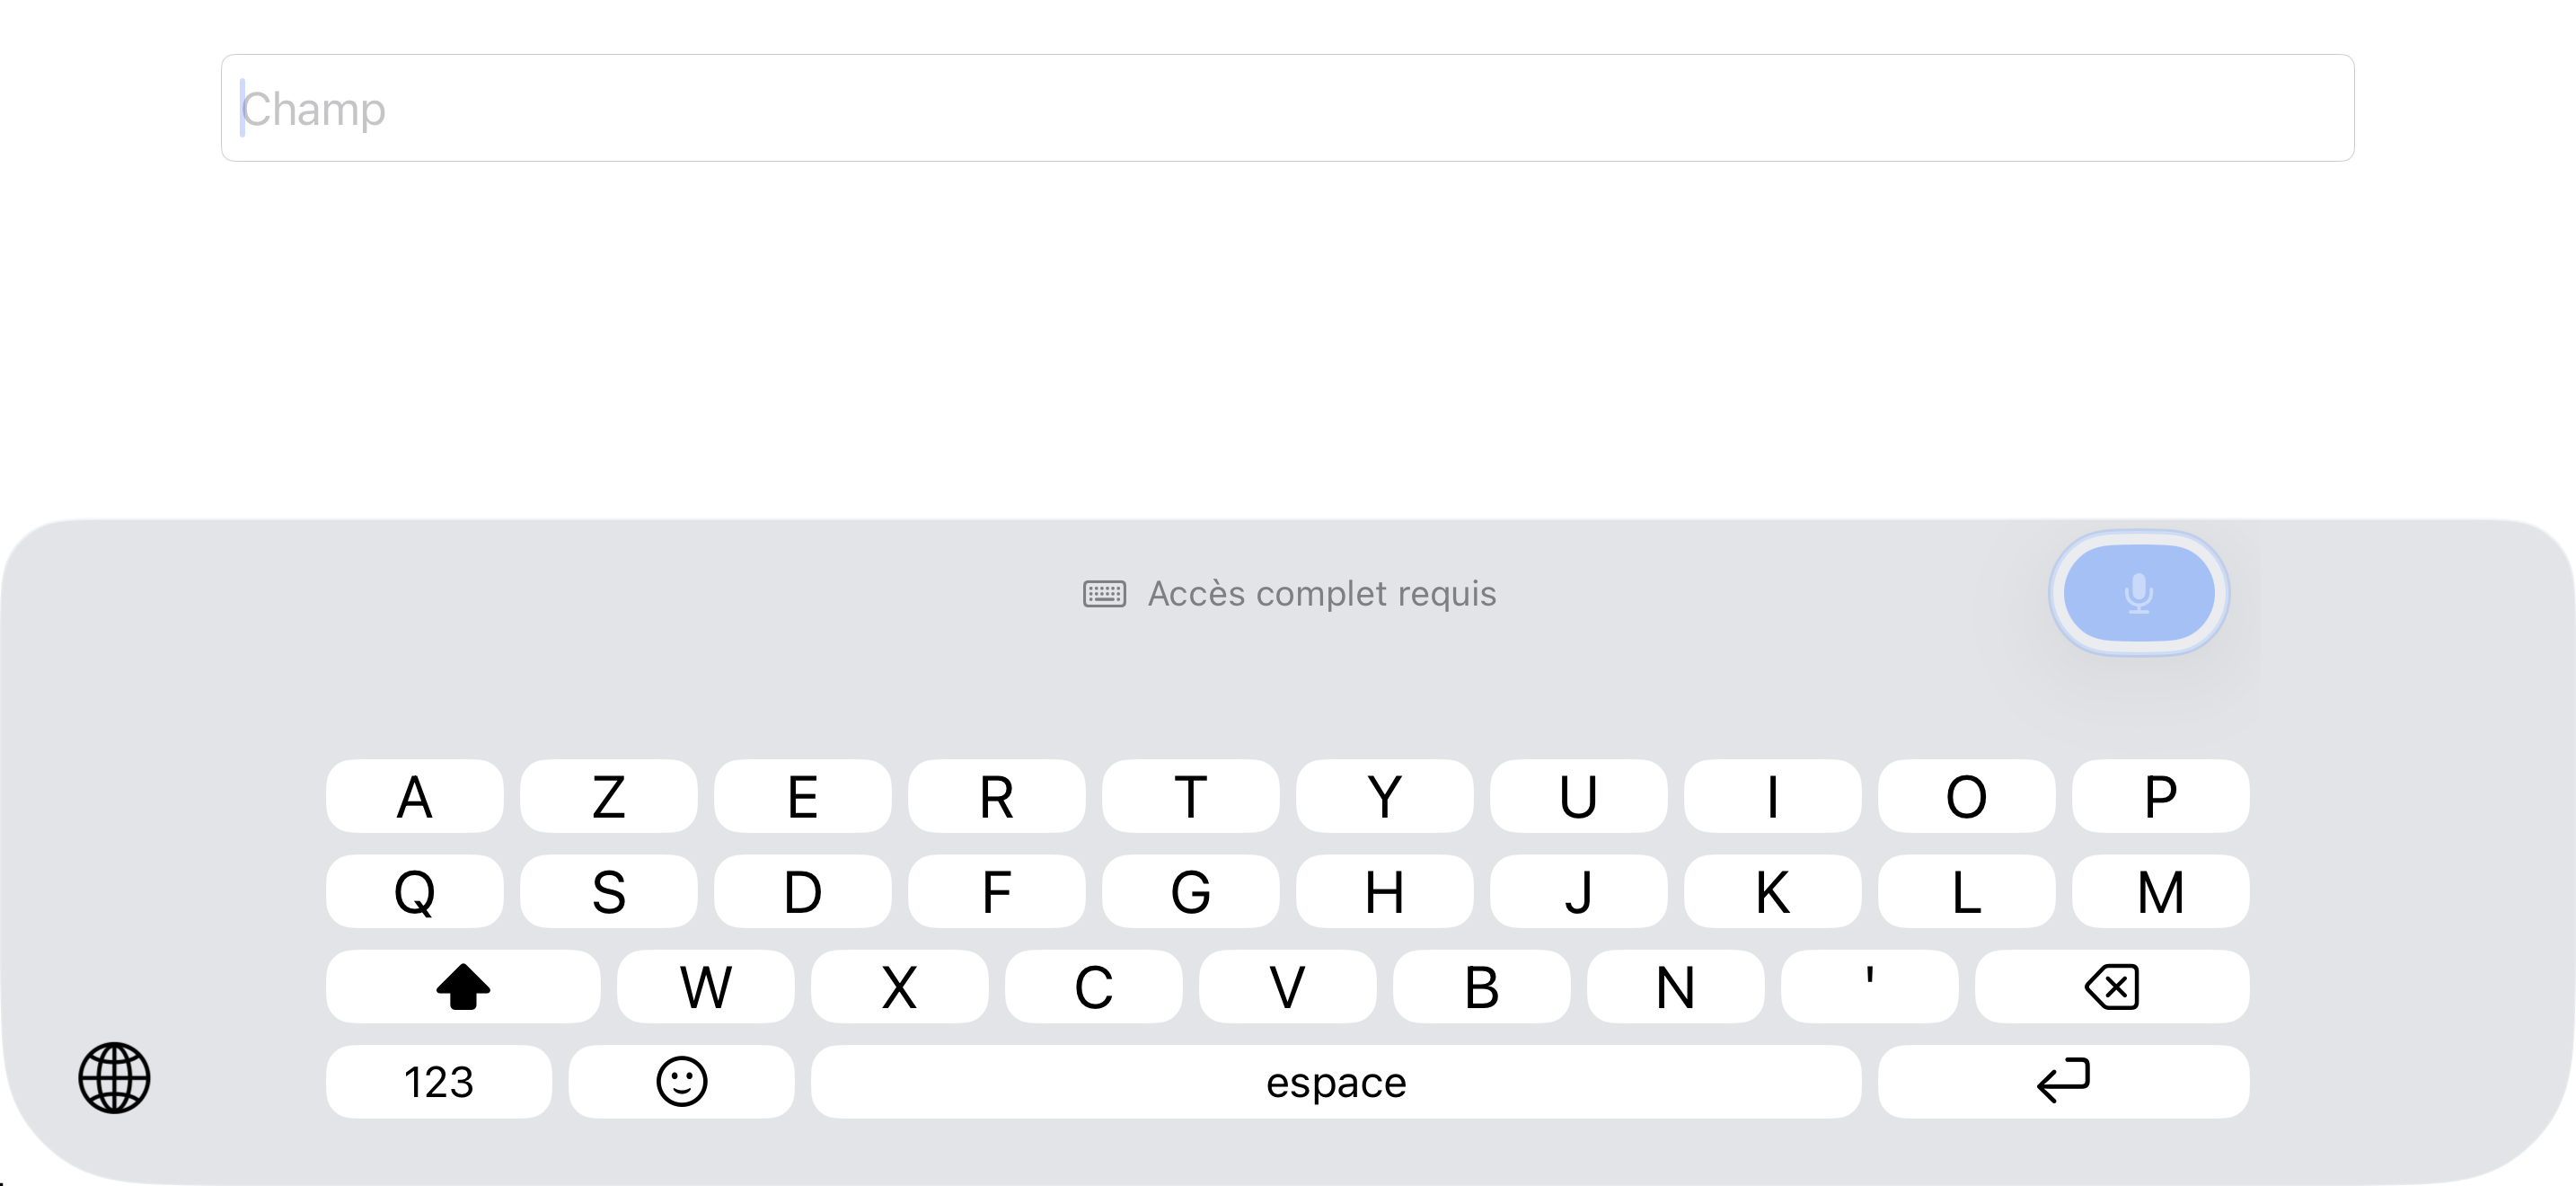 Champ
Accès complet requis
A Z E R T Y U I O P
Q S D F G H J K L M
W X C V B N '
123 espace